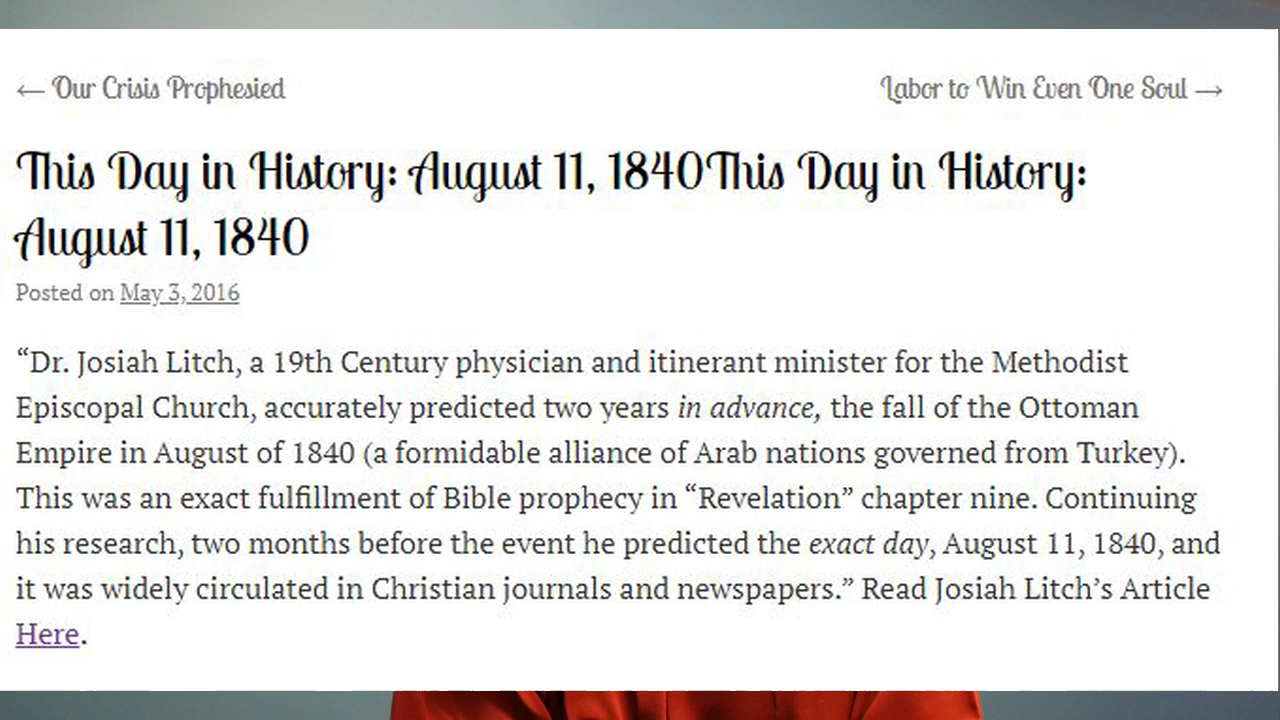 ← Our Crisis Prophesied
Labor to Win Even One Soul →
This Day in History: August 11, 1840This Day in History:
August 11, 1840
Posted on May 3, 2016
“Dr. Josiah Litch, a 19th Century physician and itinerant minister for the Methodist
Episcopal Church, accurately predicted two years in advance, the fall of the Ottoman
Empire in August of 1840 (a formidable alliance of Arab nations governed from Turkey).
This was an exact fulfillment of Bible prophecy in “Revelation” chapter nine. Continuing
his research, two months before the event he predicted the exact day, August 11, 1840, and
it was widely circulated in Christian journals and newspapers.” Read Josiah Litch’s Article
Here.